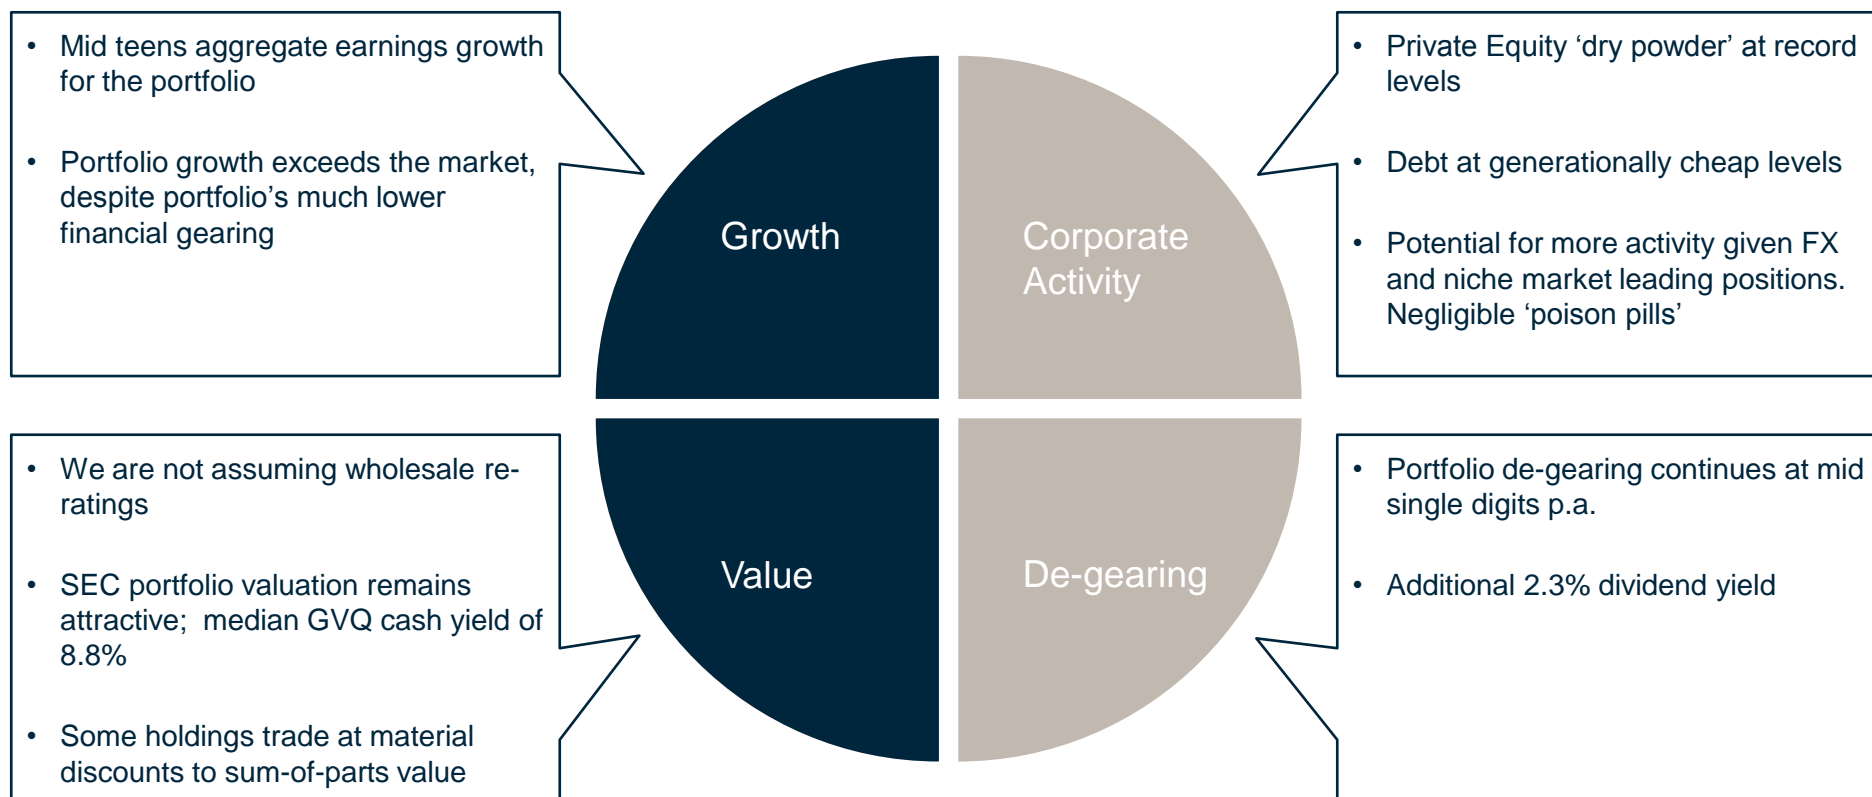 • Mid teens aggregate earnings growth
for the portfolio
• Portfolio growth exceeds the market,
despite portfolio’s much lower
financial gearing
Growth
Corporate
Activity
• Private Equity ‘dry powder’ at record
levels
• Debt at generationally cheap levels
• Potential for more activity given FX
and niche market leading positions.
Negligible ‘poison pills’
• We are not assuming wholesale re-
ratings
• SEC portfolio valuation remains
attractive;  median GVQ cash yield of
8.8%
• Some holdings trade at material
discounts to sum-of-parts value
Value
De-gearing
• Portfolio de-gearing continues at mid
single digits p.a.
• Additional 2.3% dividend yield